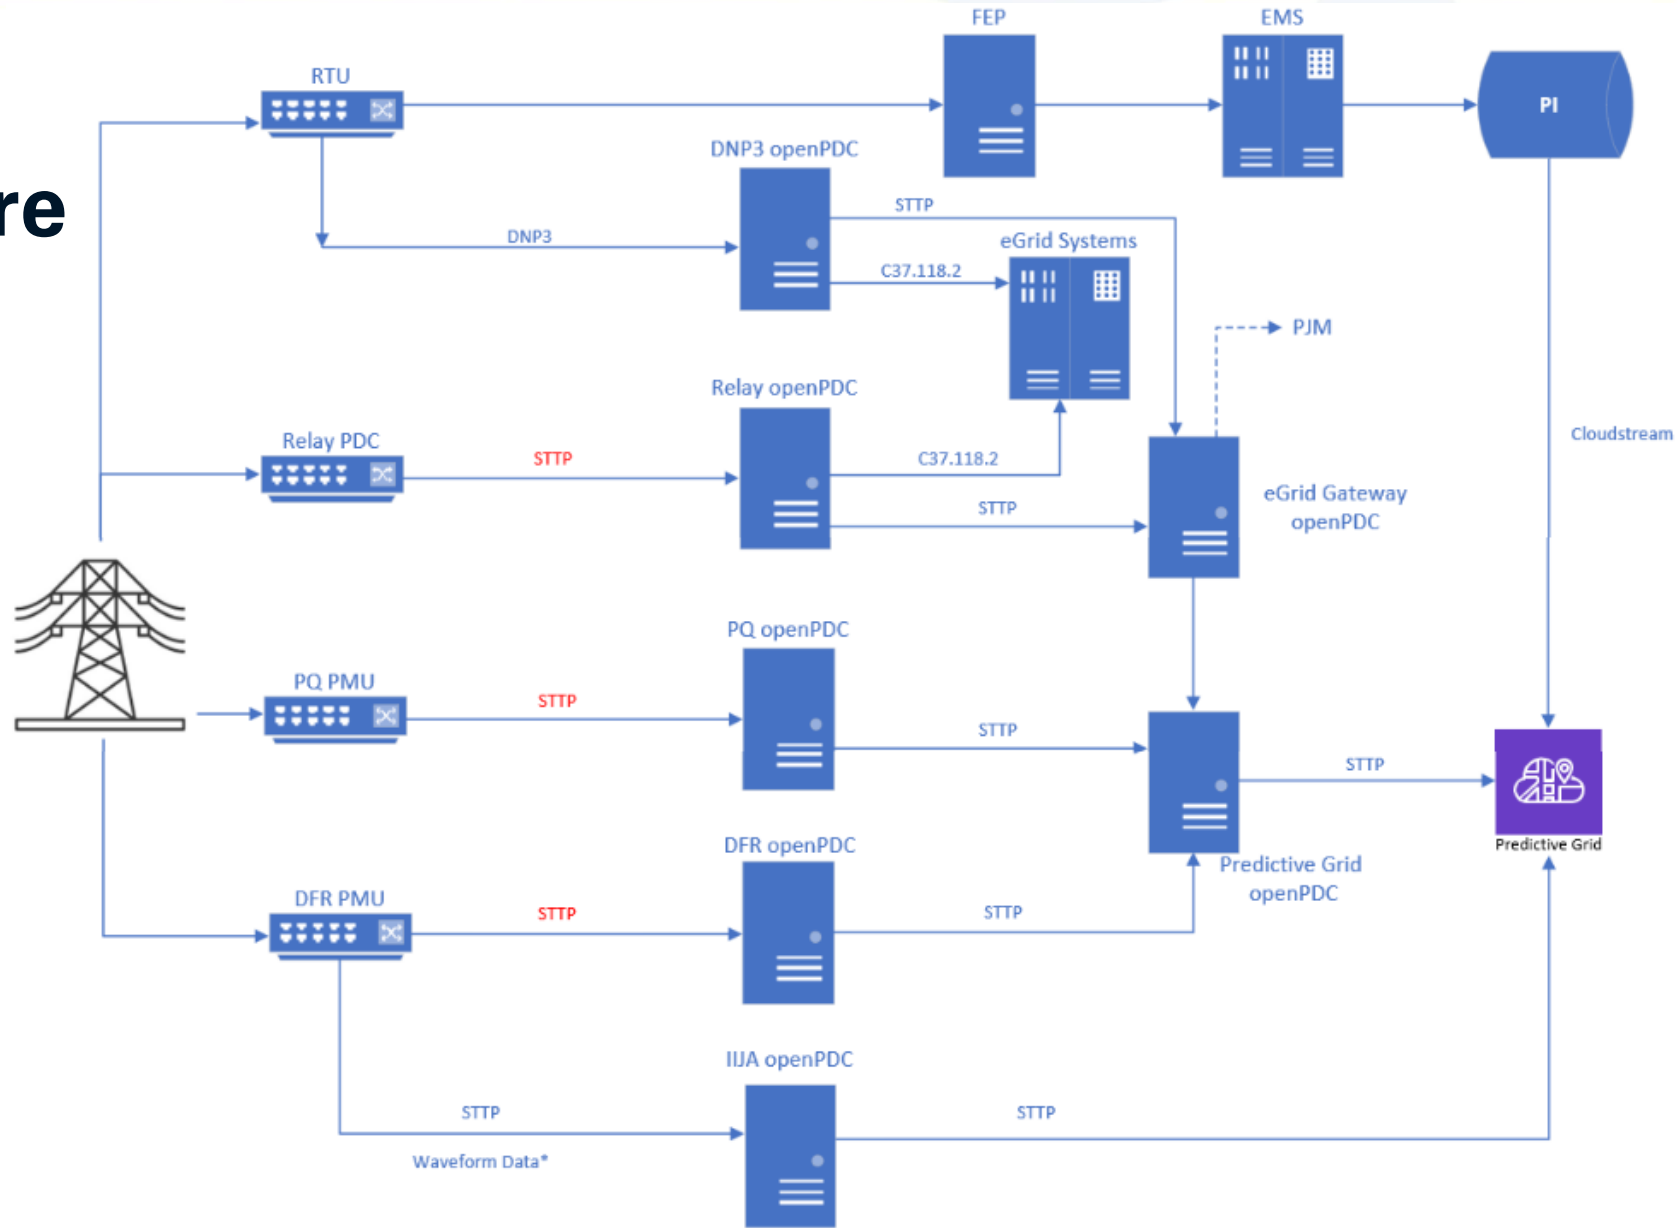 FEP
EMS
RTU
PI
re
DNP3 openPDC
STTP
DNP3
eGrid Systems
C37.118.2
PJM
Relay openPDC
Cloudstream
Relay PDC
STTP
C37.118.2
eGrid Gateway
openPDC
STTP
PQ openPDC
PQ PMU
STTP
STTP
STTP
Predictive Grid
DFR openPDC
Predictive Grid
openPDC
DFR PMU
STTP
STTP
IIJA openPDC
STTP
STTP
Waveform Data*